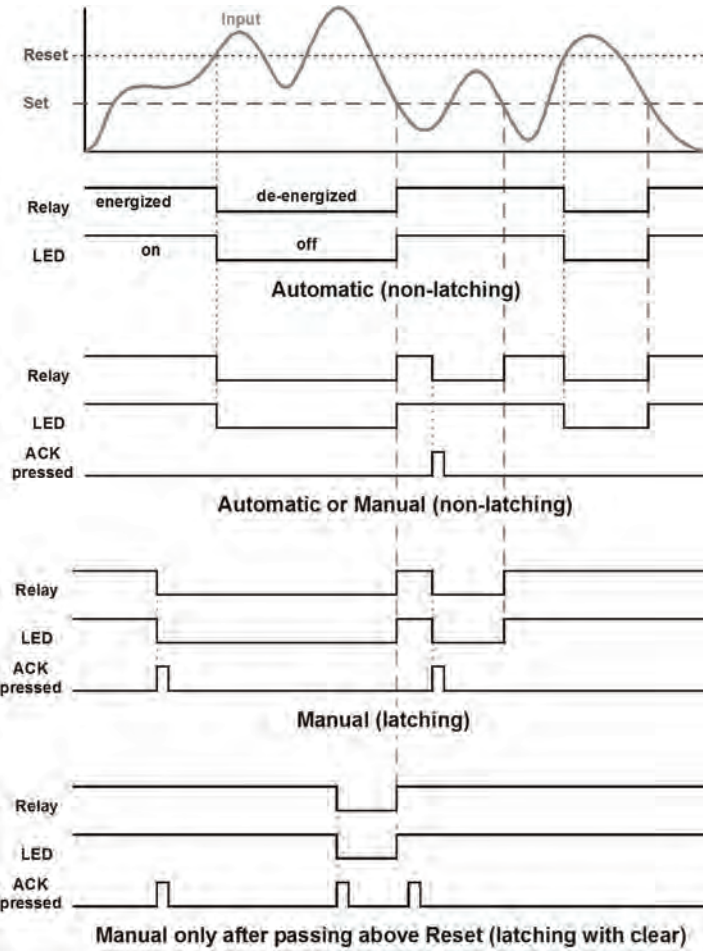 Input
Reset
Set
Relay energized de-energized
LED on off
Automatic (non-latching)
Relay
LED
ACK
pressed
Automatic or Manual (non-latching)
Relay
LED
ACK
pressed
Manual (latching)
Relay
LED
ACK
pressed
Manual only after passing above Reset (latching with clear)